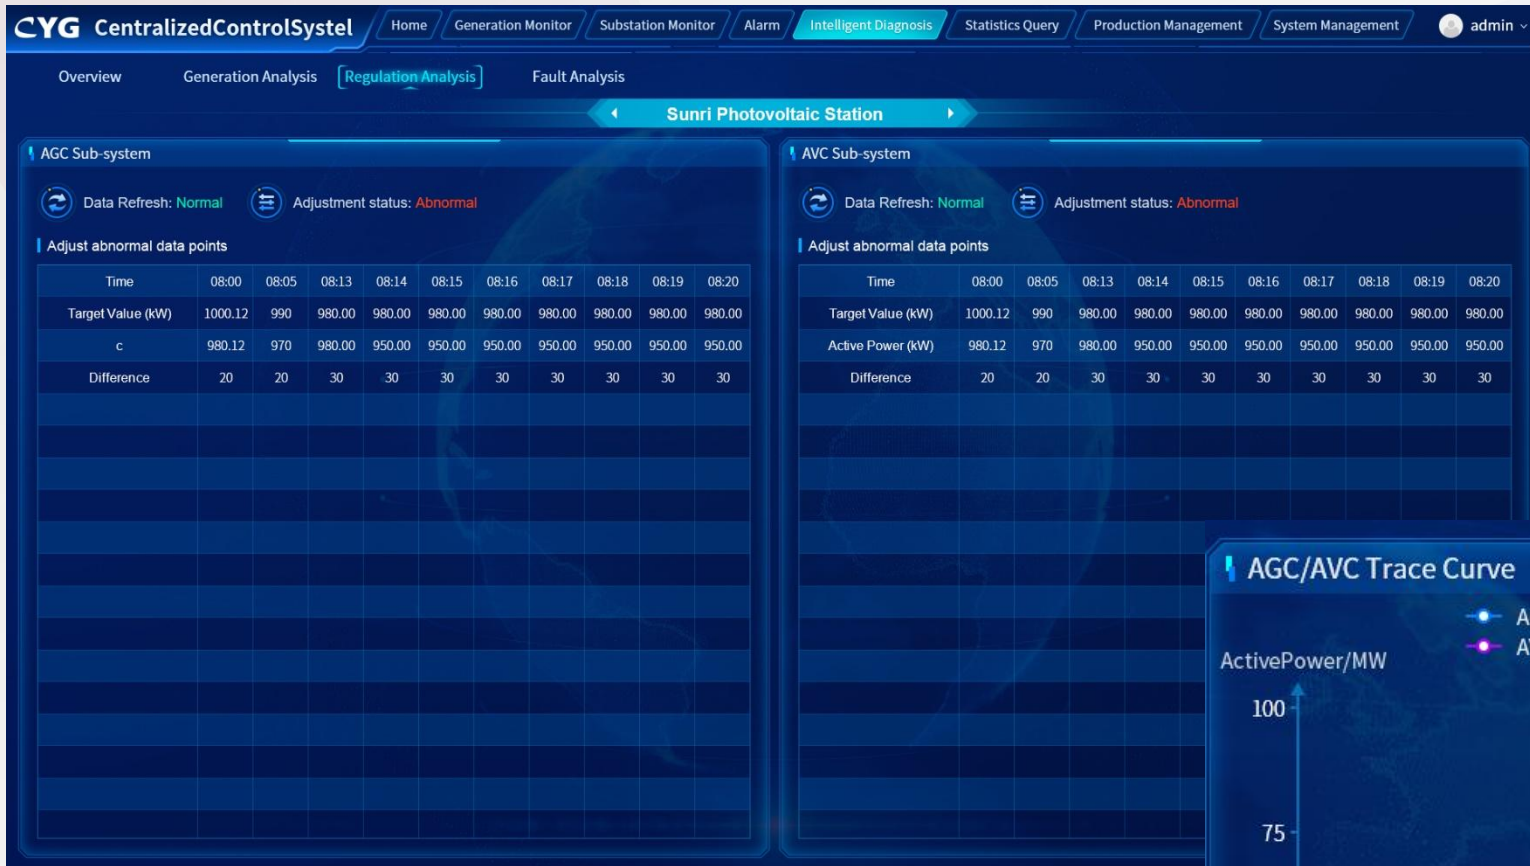 CYG CentralizedControlSystel Home Generation Monitor Substation Monitor Alarm Intelligent Diagnosis Statistics Query Production Management System Management admin
Overview Generation Analysis [Regulation Analysis] Fault Analysis
Sunri Photovoltaic Station
AGC Sub-system
Data Refresh: Normal Adjustment status: Abnormal
Adjust abnormal data points
Time 08:00 08:05 08:13 08:14 08:15 08:16 08:17 08:18 08:19 08:20
Target Value (kW) 1000.12 990 980.00 980.00 980.00 980.00 980.00 980.00 980.00 980.00
c 980.12 970 980.00 950.00 950.00 950.00 950.00 950.00 950.00 950.00
Difference 20 20 30 30 30 30 30 30 30 30
AVC Sub-system
Data Refresh: Normal Adjustment status: Abnormal
Adjust abnormal data points
Time 08:00 08:05 08:13 08:14 08:15 08:16 08:17 08:18 08:19 08:20
Target Value (kW) 1000.12 990 980.00 980.00 980.00 980.00 980.00 980.00 980.00 980.00
Active Power (kW) 980.12 970 980.00 950.00 950.00 950.00 950.00 950.00 950.00 950.00
Difference 20 20 30 30 30 30 30 30 30 30
AGC/AVC Trace Curve
ActivePower/MW
100
75